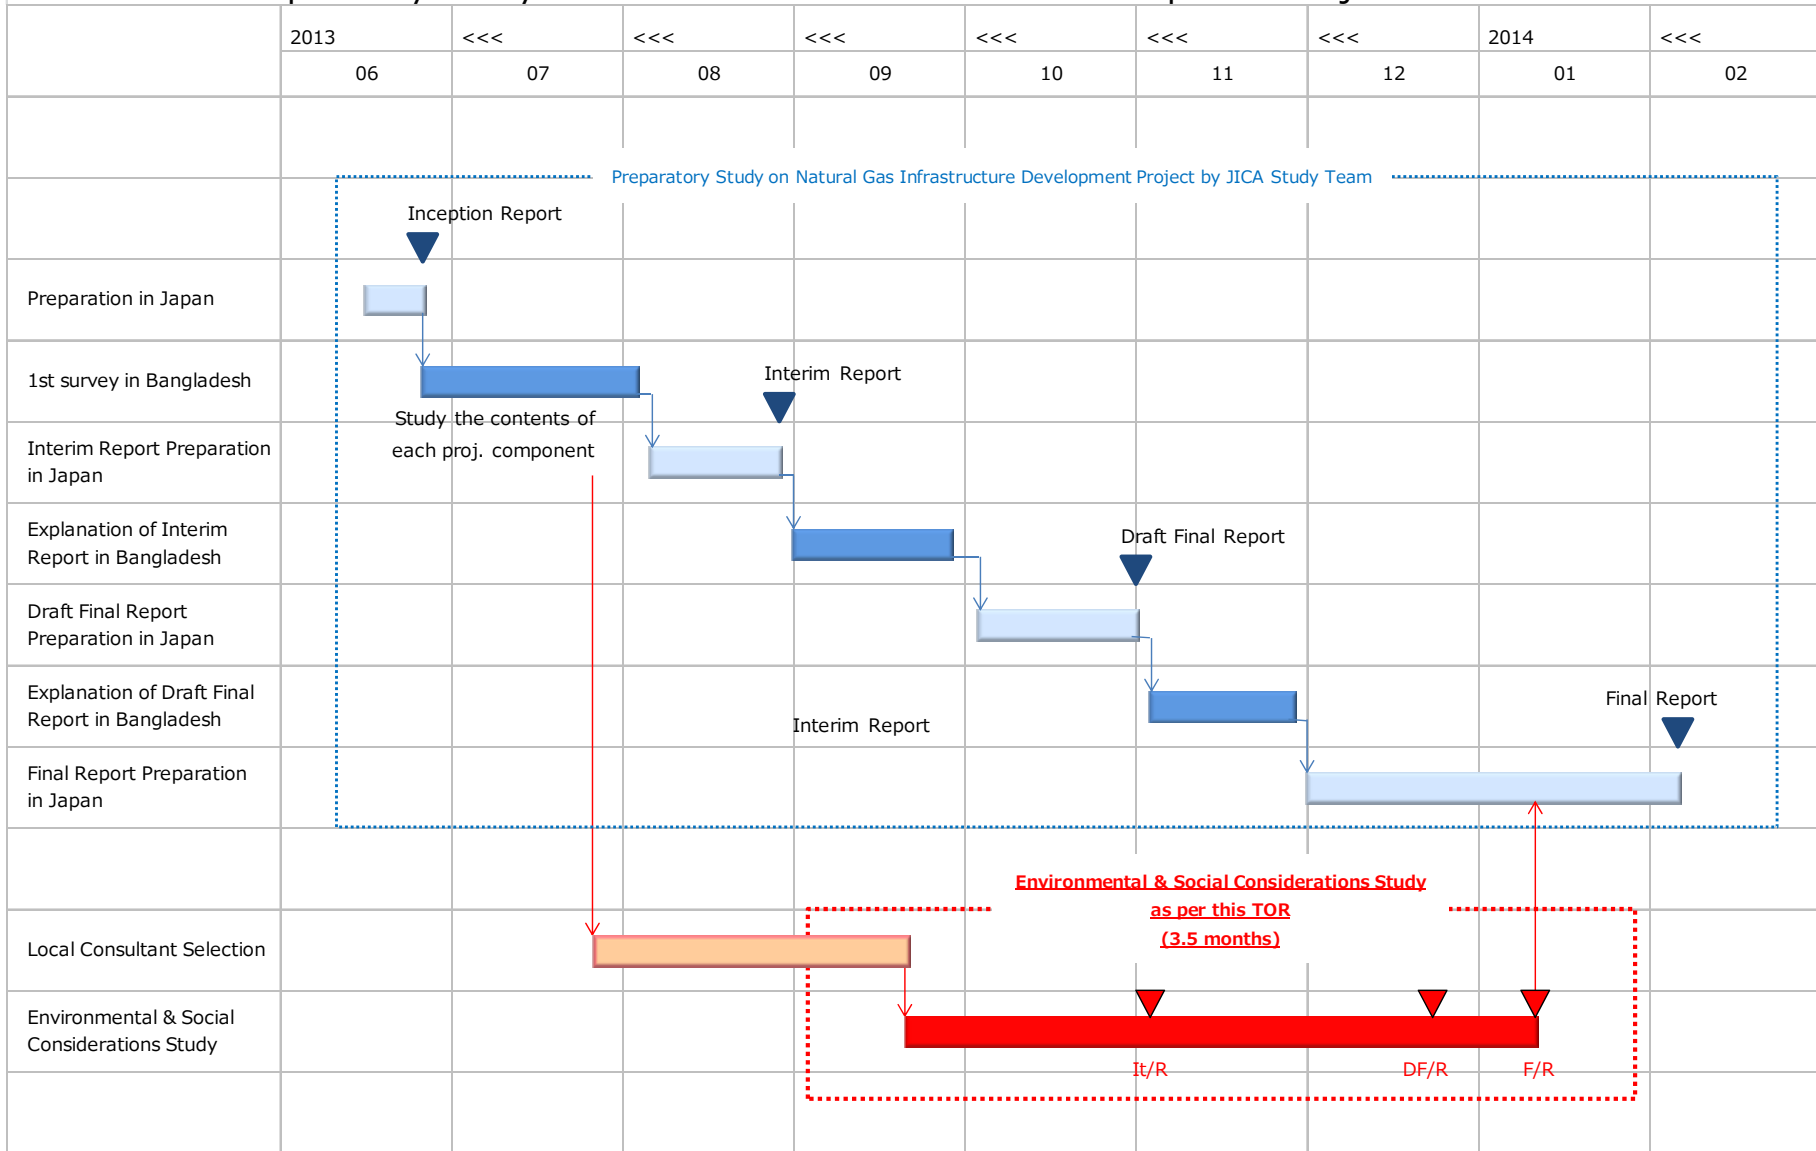 2013 <<< <<< <<< <<< <<< <<< 2014 <<<
06 07 08 09 10 11 12 01 02
Preparatory Study on Natural Gas Infrastructure Development Project by JICA Study Team
Inception Report
Preparation in Japan
1st survey in Bangladesh
Interim Report
Study the contents of
each proj. component
Interim Report Preparation
in Japan
Explanation of Interim
Report in Bangladesh
Draft Final Report
Draft Final Report
Preparation in Japan
Explanation of Draft Final
Report in Bangladesh
Interim Report
Final Report
Final Report Preparation
in Japan
Environmental & Social Considerations Study
as per this TOR
(3.5 months)
Local Consultant Selection
Environmental & Social
Considerations Study
It/R DF/R F/R